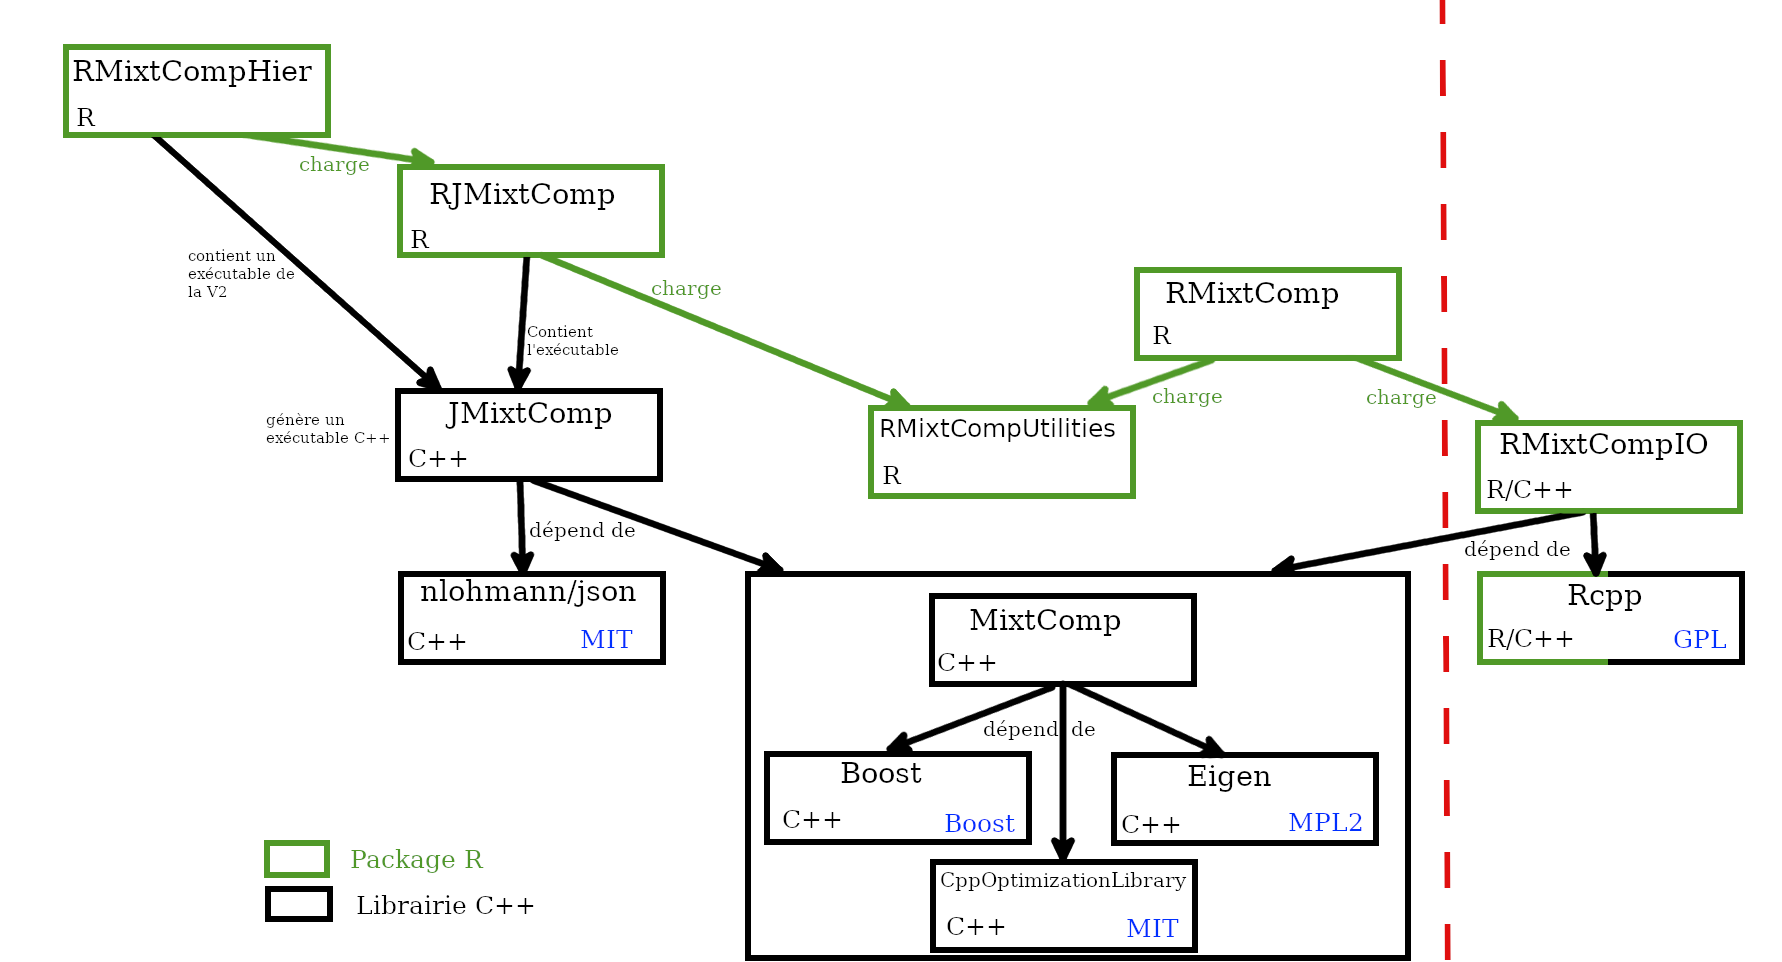 RMixtCompHier
R
charge
RJMixtComp
R
contient un
exécutable de
la V2
charge
RMixtComp
R
Contient
l'exécutable
charge
charge
JMixtComp
C++
génère un
exécutable C++
RMixtCompUtilities
R
RMixtCompIO
R/C++
dépend de
dépend de
nlohmann/json
C++ MIT
MixtComp
C++
Rcpp
R/C++ GPL
dépend de
Boost
C++ Boost
Eigen
C++ MPL2
CppOptimizationLibrary
C++ MIT
Package R
Librairie C++